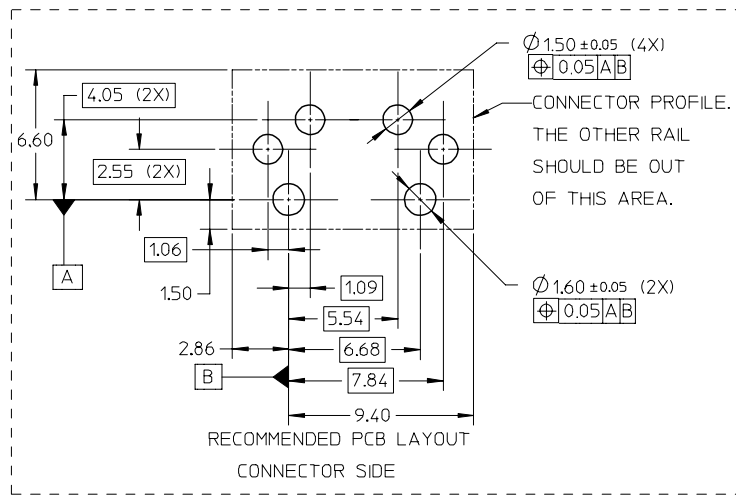 Ø1.50 ±0.05 (4X)
⌖ 0.05 A B
4.05 (2X)
CONNECTOR PROFILE.
THE OTHER RAIL
SHOULD BE OUT
OF THIS AREA.
6.60
2.55 (2X)
A
1.06
1.50
1.09
Ø1.60 ±0.05 (2X)
⌖ 0.05 A B
5.54
2.86
6.68
B
7.84
9.40
RECOMMENDED PCB LAYOUT
CONNECTOR SIDE